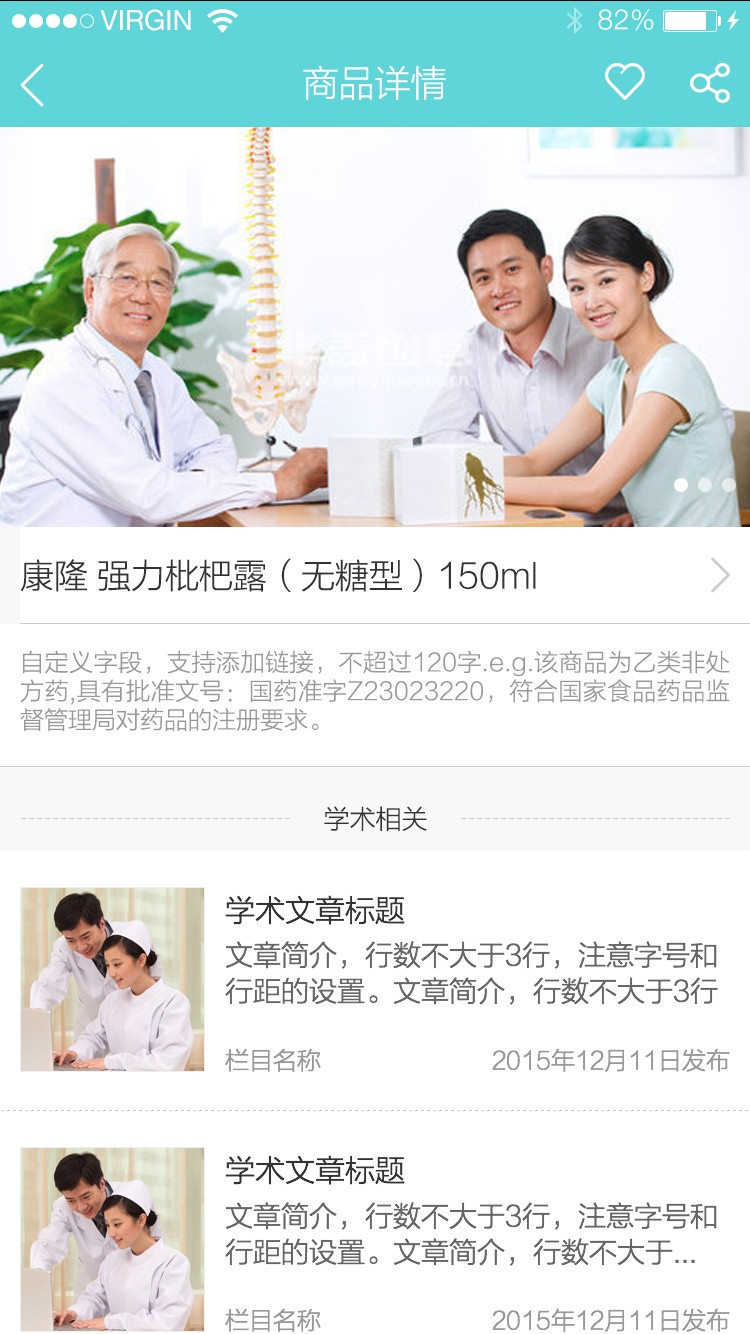 VIRGIN
82%
商品详情
www.gettyimages.cn
康隆 强力枇杷露（无糖型）150ml
自定义字段，支持添加链接，不超过120字.e.g.该商品为乙类非处
方药,具有批准文号：国药准字Z23023220，符合国家食品药品监
督管理局对药品的注册要求。
学术相关
学术文章标题
文章简介，行数不大于3行，注意字号和
行距的设置。文章简介，行数不大于3行
栏目名称
2015年12月11日发布
学术文章标题
文章简介，行数不大于3行，注意字号和
行距的设置。文章简介，行数不大于...
栏目名称
2015年12月11日发布